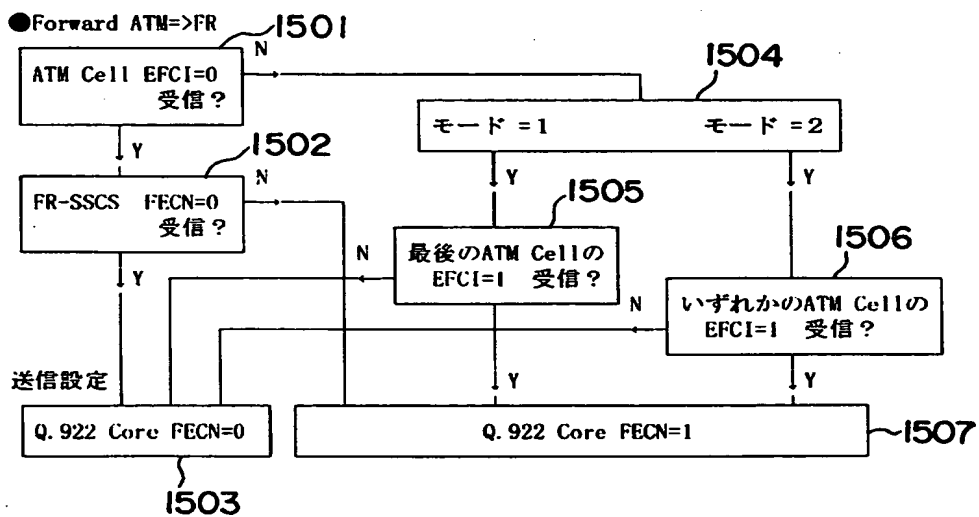 ●Forward ATM=>FR
1501
N
ATM Cell EFCI=0
受信？
1504
モード =1 モード =2
Y
1502
N
FR-SSCS FECN=0
受信？
Y
Y
1505
1506
N
最後のATM Cellの
EFCI=1 受信？
Y
N
いずれかのATM Cellの
EFCI=1 受信？
送信設定
Y
Y
Q.922 Core FECN=0
Q.922 Core FECN=1
1507
1503